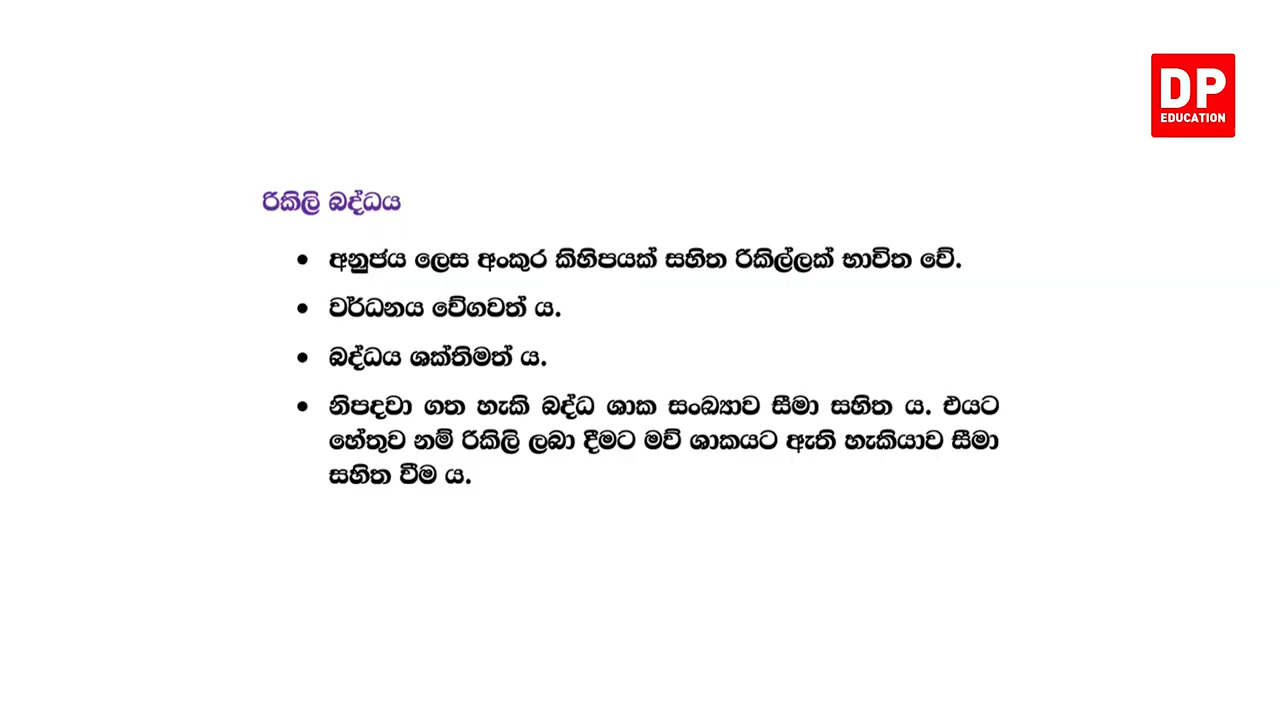 DP
EDUCATION
රිකිලි බද්ධය
• අනුජය ලෙස අංකුර කිහිපයක් සහිත රිකිල්ලක් භාවිත වේ.
• වර්ධනය වේගවත් ය.
• බද්ධය ශක්තිමත් ය.
• නිපදවා ගත හැකි බද්ධ ශාක සංඛ්‍යාව සීමා සහිත ය. එයට
හේතුව නම් රිකිලි ලබා දීමට මව් ශාකයට ඇති හැකියාව සීමා
සහිත වීම ය.